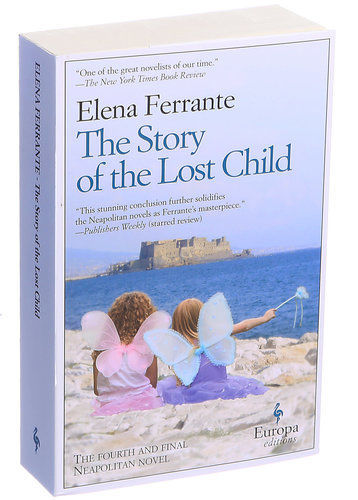 “One of the great novelists of our time.”
—The New York Times Book Review
Elena Ferrante
The Story
of the Lost Child
“This stunning conclusion further solidifies
the Neapolitan novels as Ferrante’s masterpiece.”
—Publishers Weekly (starred review)
THE FOURTH AND FINAL
NEAPOLITAN NOVEL
Europa
editions
ELENA FERRANTE - The Story of the Lost Child